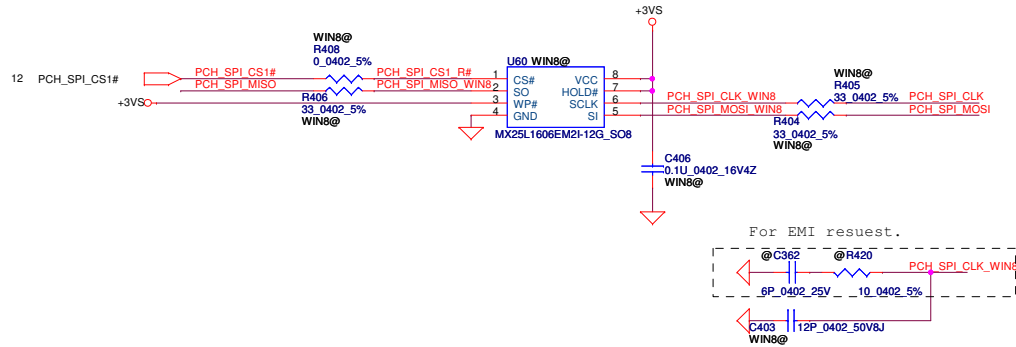 +3VS
WIN8@
R408
0_0402_5%
U60 WIN8@
12 PCH_SPI_CS1#
PCH_SPI_CS1#
PCH_SPI_CS1_R#
1 CS# VCC 8
PCH_SPI_MISO
PCH_SPI_MISO_WIN8
2 SO HOLD# 7
+3VS
3 WP# SCLK 6
4 GND SI 5
R406
33_0402_5%
WIN8@
MX25L1606EM2I-12G_SO8
PCH_SPI_CLK_WIN8
PCH_SPI_MOSI_WIN8
WIN8@
R405
33_0402_5%
PCH_SPI_CLK
PCH_SPI_MOSI
R404
33_0402_5%
WIN8@
C406
0.1U_0402_16V4Z
WIN8@
For EMI resuest.
@C362
@R420
PCH_SPI_CLK_WIN8
6P_0402_25V
10_0402_5%
C403
12P_0402_50V8J
WIN8@